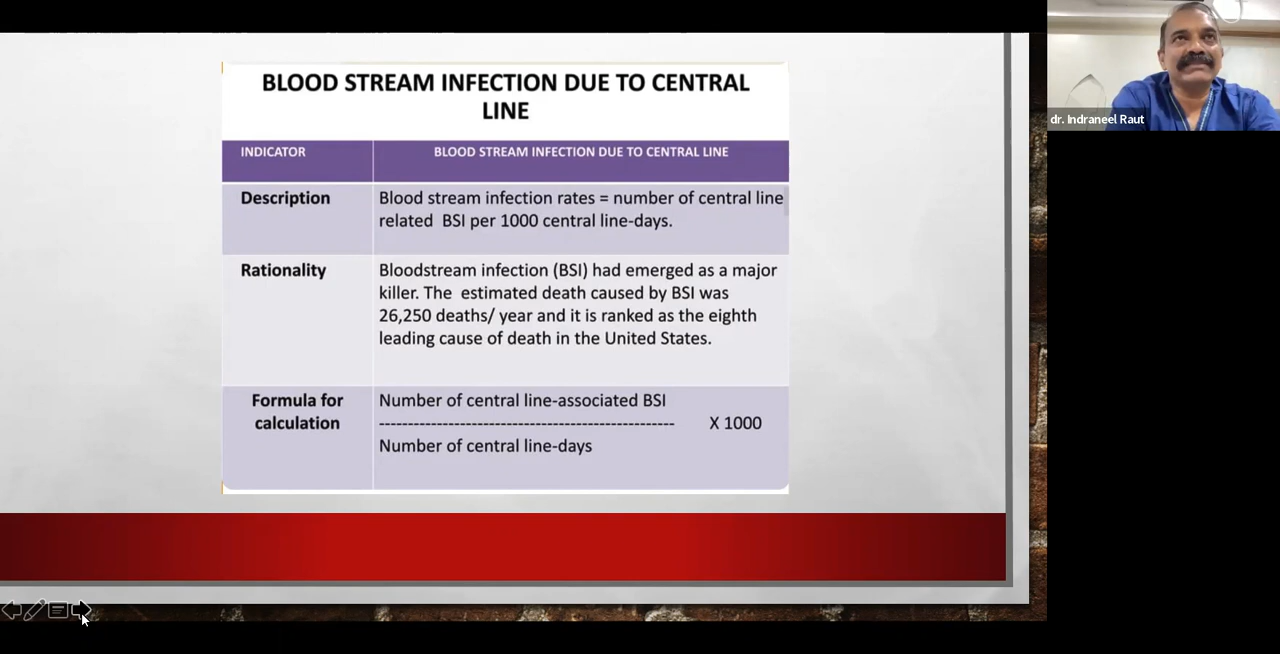 BLOOD STREAM INFECTION DUE TO CENTRAL
LINE
INDICATOR
BLOOD STREAM INFECTION DUE TO CENTRAL LINE
Description
Blood stream infection rates = number of central line
related BSI per 1000 central line-days.
Rationality
Bloodstream infection (BSI) had emerged as a major
killer. The estimated death caused by BSI was
26,250 deaths/ year and it is ranked as the eighth
leading cause of death in the United States.
Formula for
calculation
Number of central line-associated BSI
----------------------------------------------------
X 1000
Number of central line-days
dr. Indraneel Raut